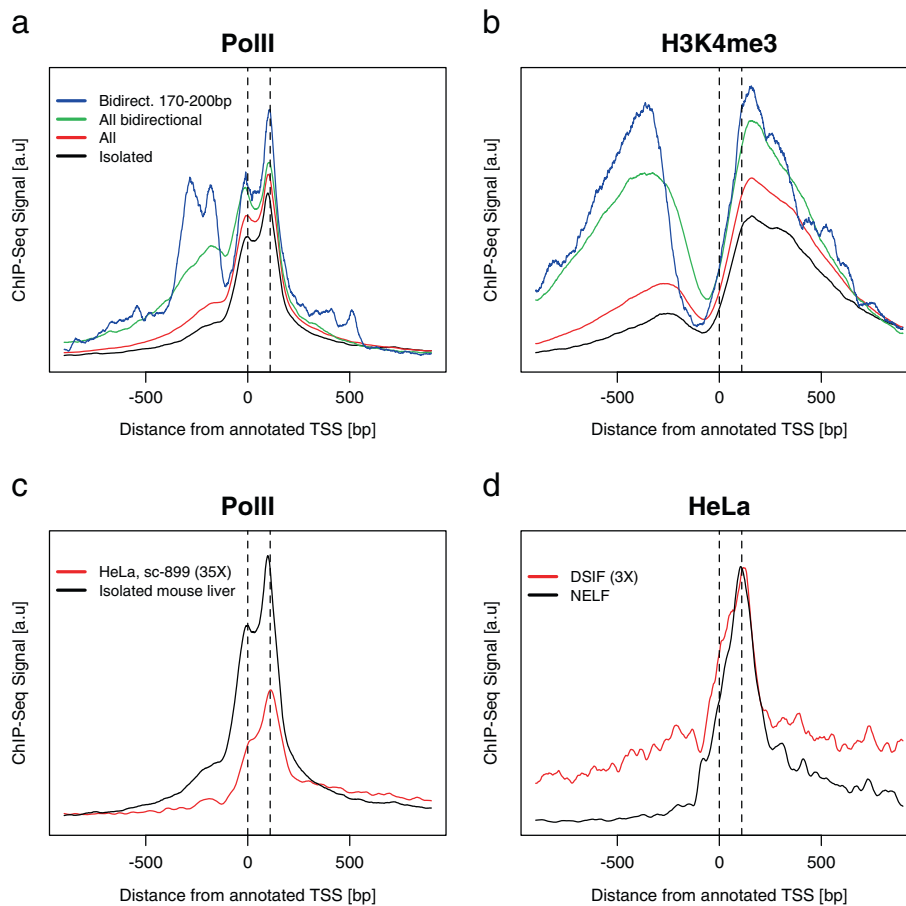 a
PolII
ChIP-Seq Signal [a.u]
Bidirect. 170-200bp
All bidirectional
All
Isolated
-500 0 500
Distance from annotated TSS [bp]
b
H3K4me3
ChIP-Seq Signal [a.u]
-500 0 500
Distance from annotated TSS [bp]
c
PolII
ChIP-Seq Signal [a.u]
HeLa, sc-899 (35X)
Isolated mouse liver
-500 0 500
Distance from annotated TSS [bp]
d
HeLa
ChIP-Seq Signal [a.u]
DSIF (3X)
NELF
-500 0 500
Distance from annotated TSS [bp]